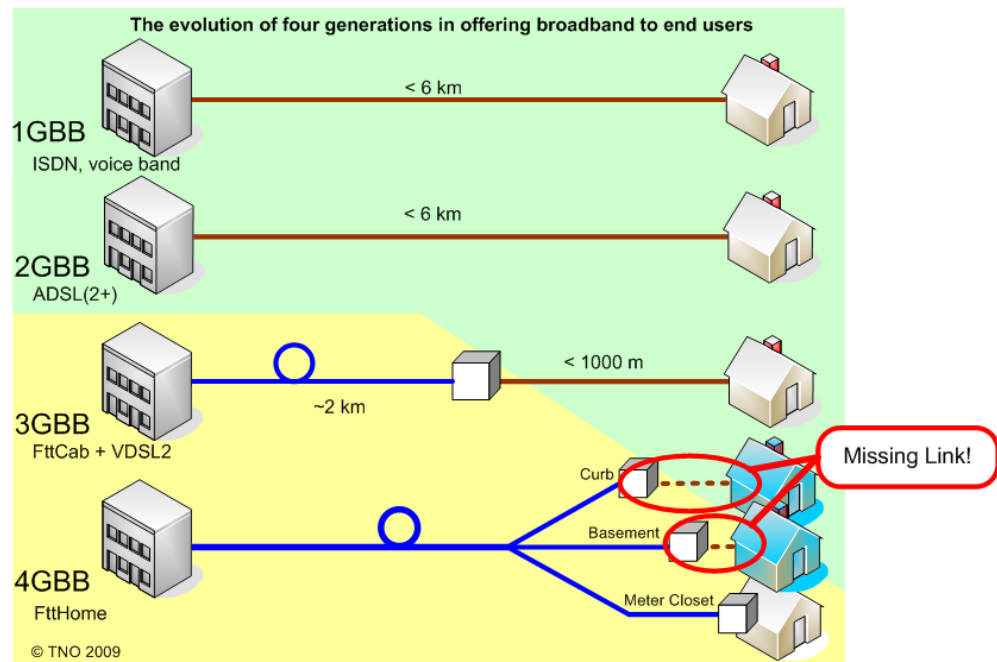 The evolution of four generations in offering broadband to end users
< 6 km
1GBB
ISDN, voice band
< 6 km
2GBB
ADSL(2+)
< 1000 m
~2 km
3GBB
FttCab + VDSL2
Missing Link!
Curb
Basement
4GBB
FttHome
Meter Closet
© TNO 2009